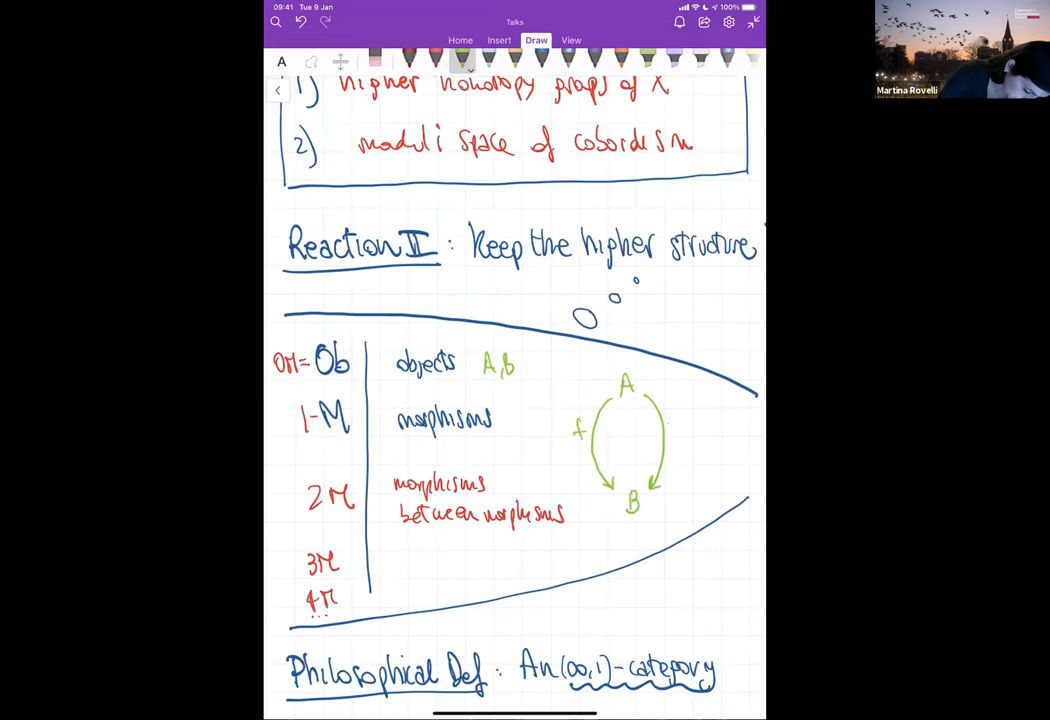 09:41 Tue 9 Jan
100%
Talks
Home Insert Draw View
A
Martina Rovelli
1) higher homotopy props of X
2) moduli space of cobordism
Reaction II : Keep the higher structure
0M= Ob objects A, B
1-M morphisms
2M morphisms
between morphisms
3M
4M
...
A
f
B
Philosophical Def : An (∞,1)-category